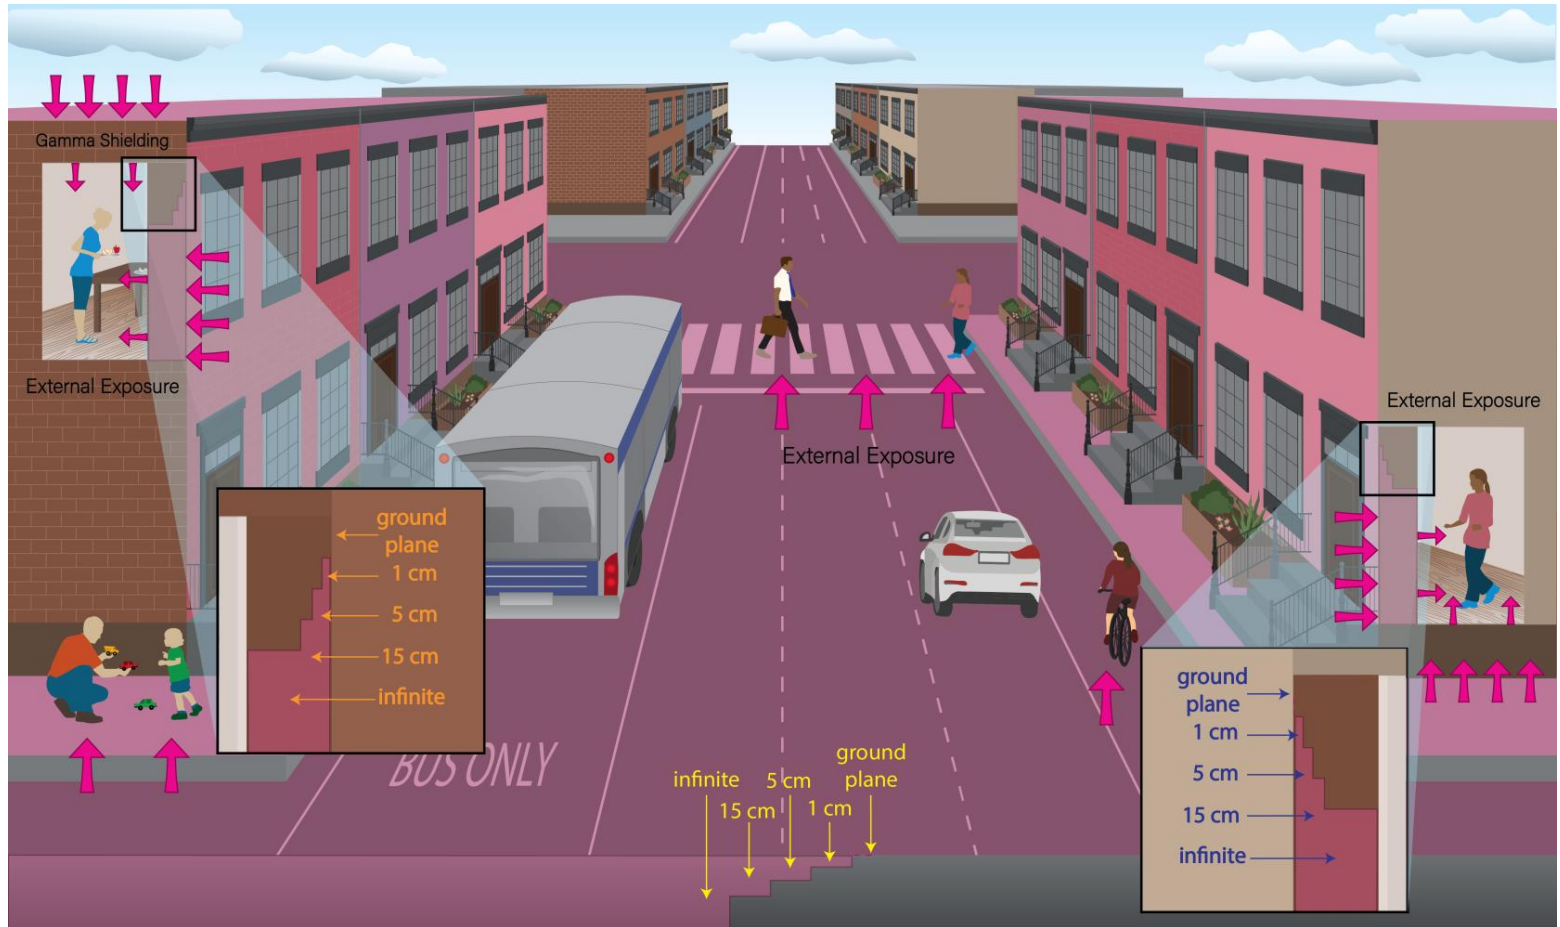 Gamma Shielding
External Exposure
External Exposure
External Exposure
ground
plane
1 cm
5 cm
15 cm
infinite
ground
plane
1 cm
5 cm
15 cm
infinite
BUS ONLY
infinite
15 cm
5 cm
1 cm
ground
plane